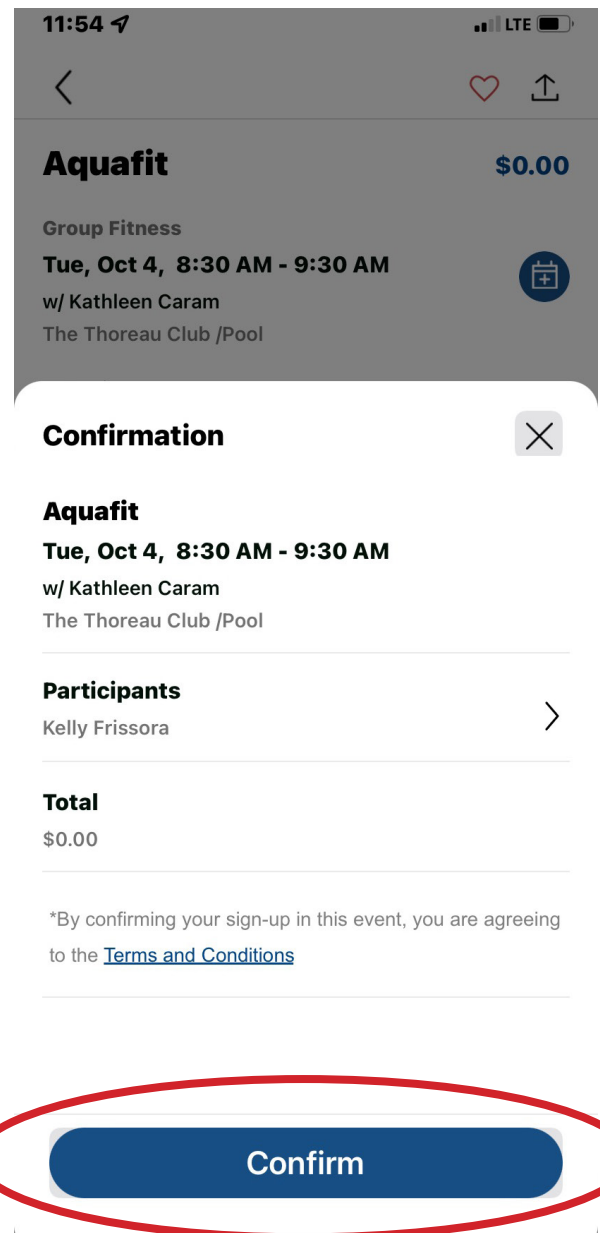 11:54 LTE
Aquafit $0.00
Group Fitness
Tue, Oct 4, 8:30 AM - 9:30 AM
w/ Kathleen Caram
The Thoreau Club /Pool
Confirmation
Aquafit
Tue, Oct 4, 8:30 AM - 9:30 AM
w/ Kathleen Caram
The Thoreau Club /Pool
Participants
Kelly Frissora
Total
$0.00
*By confirming your sign-up in this event, you are agreeing
to the Terms and Conditions
Confirm